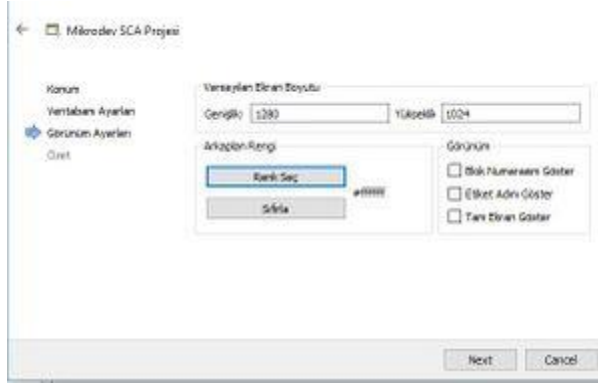 Mikrodev SCA Projesi
Konum
Veritabanı Ayarları
Görünüm Ayarları
Özet
Varsayılan Ekran Boyutu
Genişlik: 1280 Yükseklik 1024
Arkaplan Rengi
Renk Seç
#ffffff
Sıfırla
Görünüm
Blok Numarasını Göster
Etiket Adını Göster
Tam Ekran Göster
Next Cancel